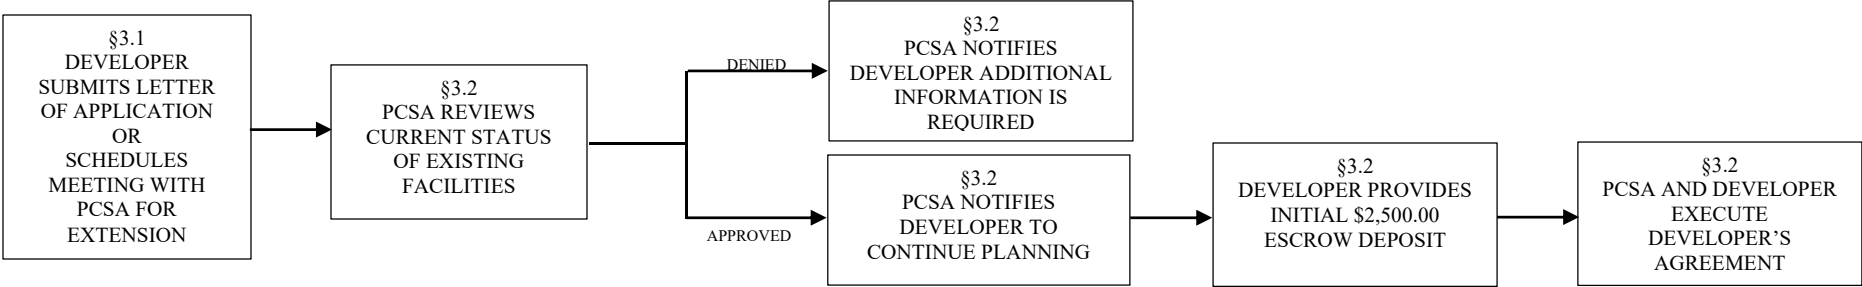 §3.1
DEVELOPER
SUBMITS LETTER
OF APPLICATION
OR
SCHEDULES
MEETING WITH
PCSA FOR
EXTENSION
§3.2
PCSA REVIEWS
CURRENT STATUS
OF EXISTING
FACILITIES
DENIED
§3.2
PCSA NOTIFIES
DEVELOPER ADDITIONAL
INFORMATION IS
REQUIRED
APPROVED
§3.2
PCSA NOTIFIES
DEVELOPER TO
CONTINUE PLANNING
§3.2
DEVELOPER PROVIDES
INITIAL $2,500.00
ESCROW DEPOSIT
§3.2
PCSA AND DEVELOPER
EXECUTE
DEVELOPER’S
AGREEMENT